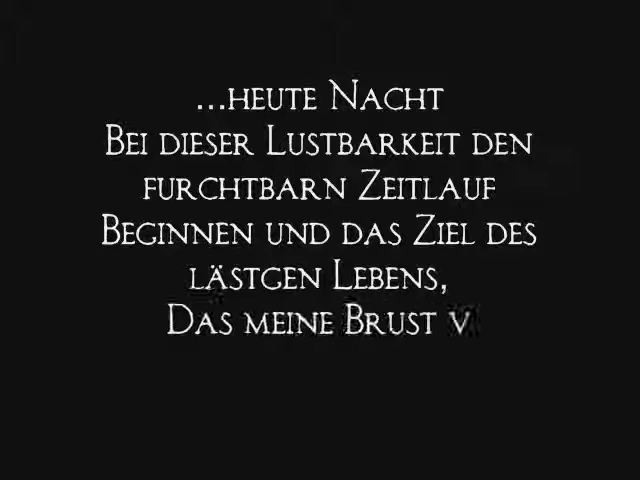 ...heute Nacht
Bei dieser Lustbarkeit den
furchtbarn Zeitlauf
Beginnen und das Ziel des
lästgen Lebens,
Das meine Brust v